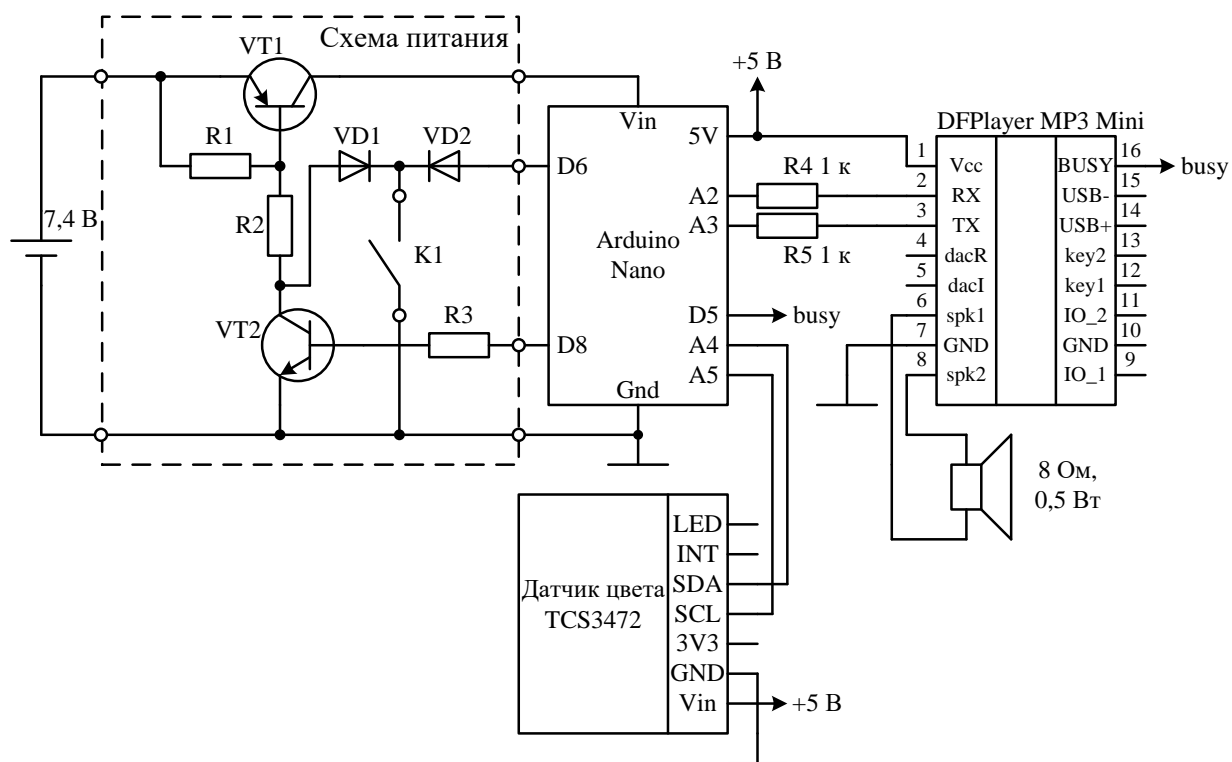 Схема питания
VT1
R1
VD1
VD2
R2
K1
VT2
R3
7,4 В
Vin
5V
D6
A2
A3
Arduino
Nano
D5
D8
A4
A5
Gnd
+5 В
R4 1 к
R5 1 к
busy
DFPlayer MP3 Mini
1 Vcc BUSY 16
busy
2 RX USB- 15
3 TX USB+ 14
4 dacR key2 13
5 dacI key1 12
6 spk1 IO_2 11
7 GND GND 10
8 spk2 IO_1 9
8 Ом,
0,5 Вт
Датчик цвета
TCS3472
LED
INT
SDA
SCL
3V3
GND
Vin
+5 В